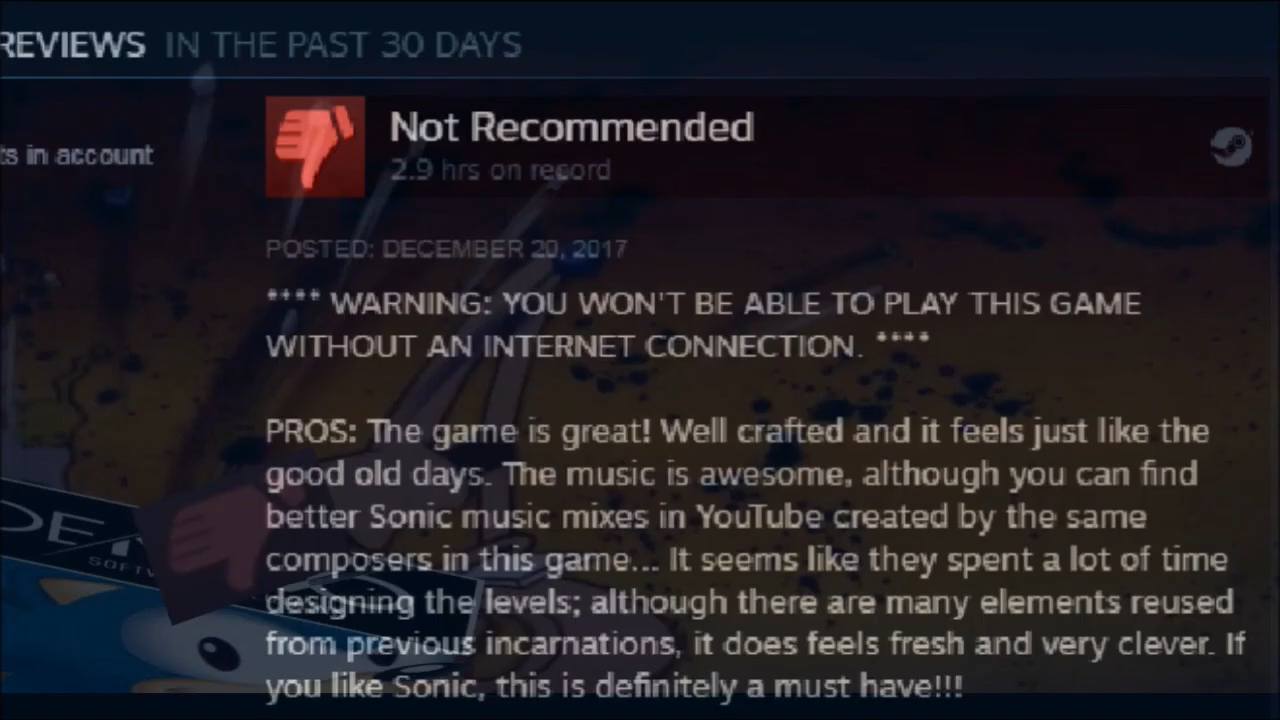 REVIEWS IN THE PAST 30 DAYS
Not Recommended
2.9 hrs on record
ts in account
POSTED: DECEMBER 20, 2017
**** WARNING: YOU WON'T BE ABLE TO PLAY THIS GAME
WITHOUT AN INTERNET CONNECTION. ****
PROS: The game is great! Well crafted and it feels just like the
good old days. The music is awesome, although you can find
better Sonic music mixes in YouTube created by the same
composers in this game... It seems like they spent a lot of time
designing the levels; although there are many elements reused
from previous incarnations, it does feels fresh and very clever. If
you like Sonic, this is definitely a must have!!!